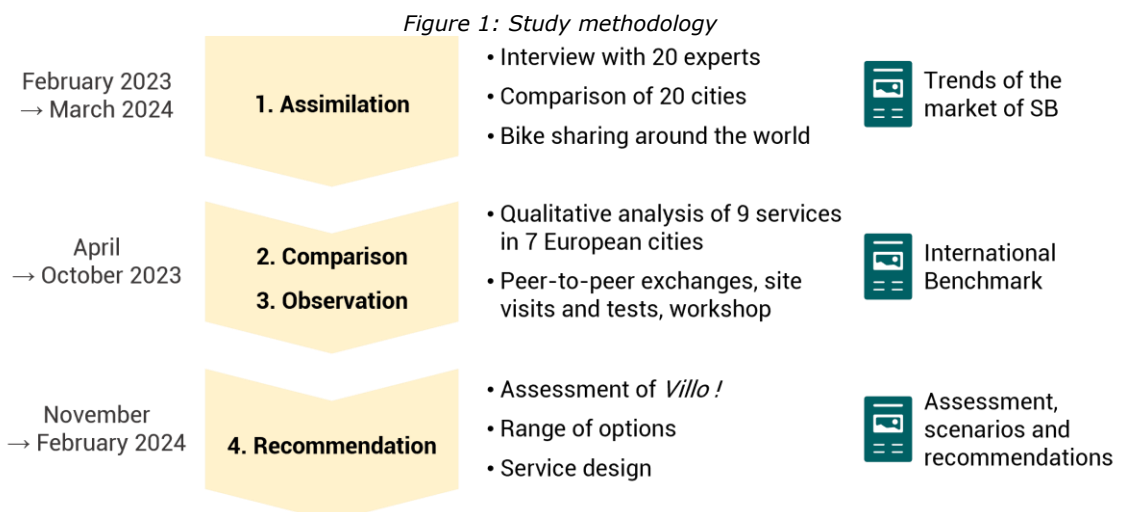 Figure 1: Study methodology
February 2023
→ March 2024
1. Assimilation
• Interview with 20 experts
• Comparison of 20 cities
• Bike sharing around the world
Trends of the
market of SB
April
→ October 2023
2. Comparison
3. Observation
• Qualitative analysis of 9 services
in 7 European cities
• Peer-to-peer exchanges, site
visits and tests, workshop
International
Benchmark
November
→ February 2024
4. Recommendation
• Assessment of Villo !
• Range of options
• Service design
Assessment,
scenarios and
recommendations